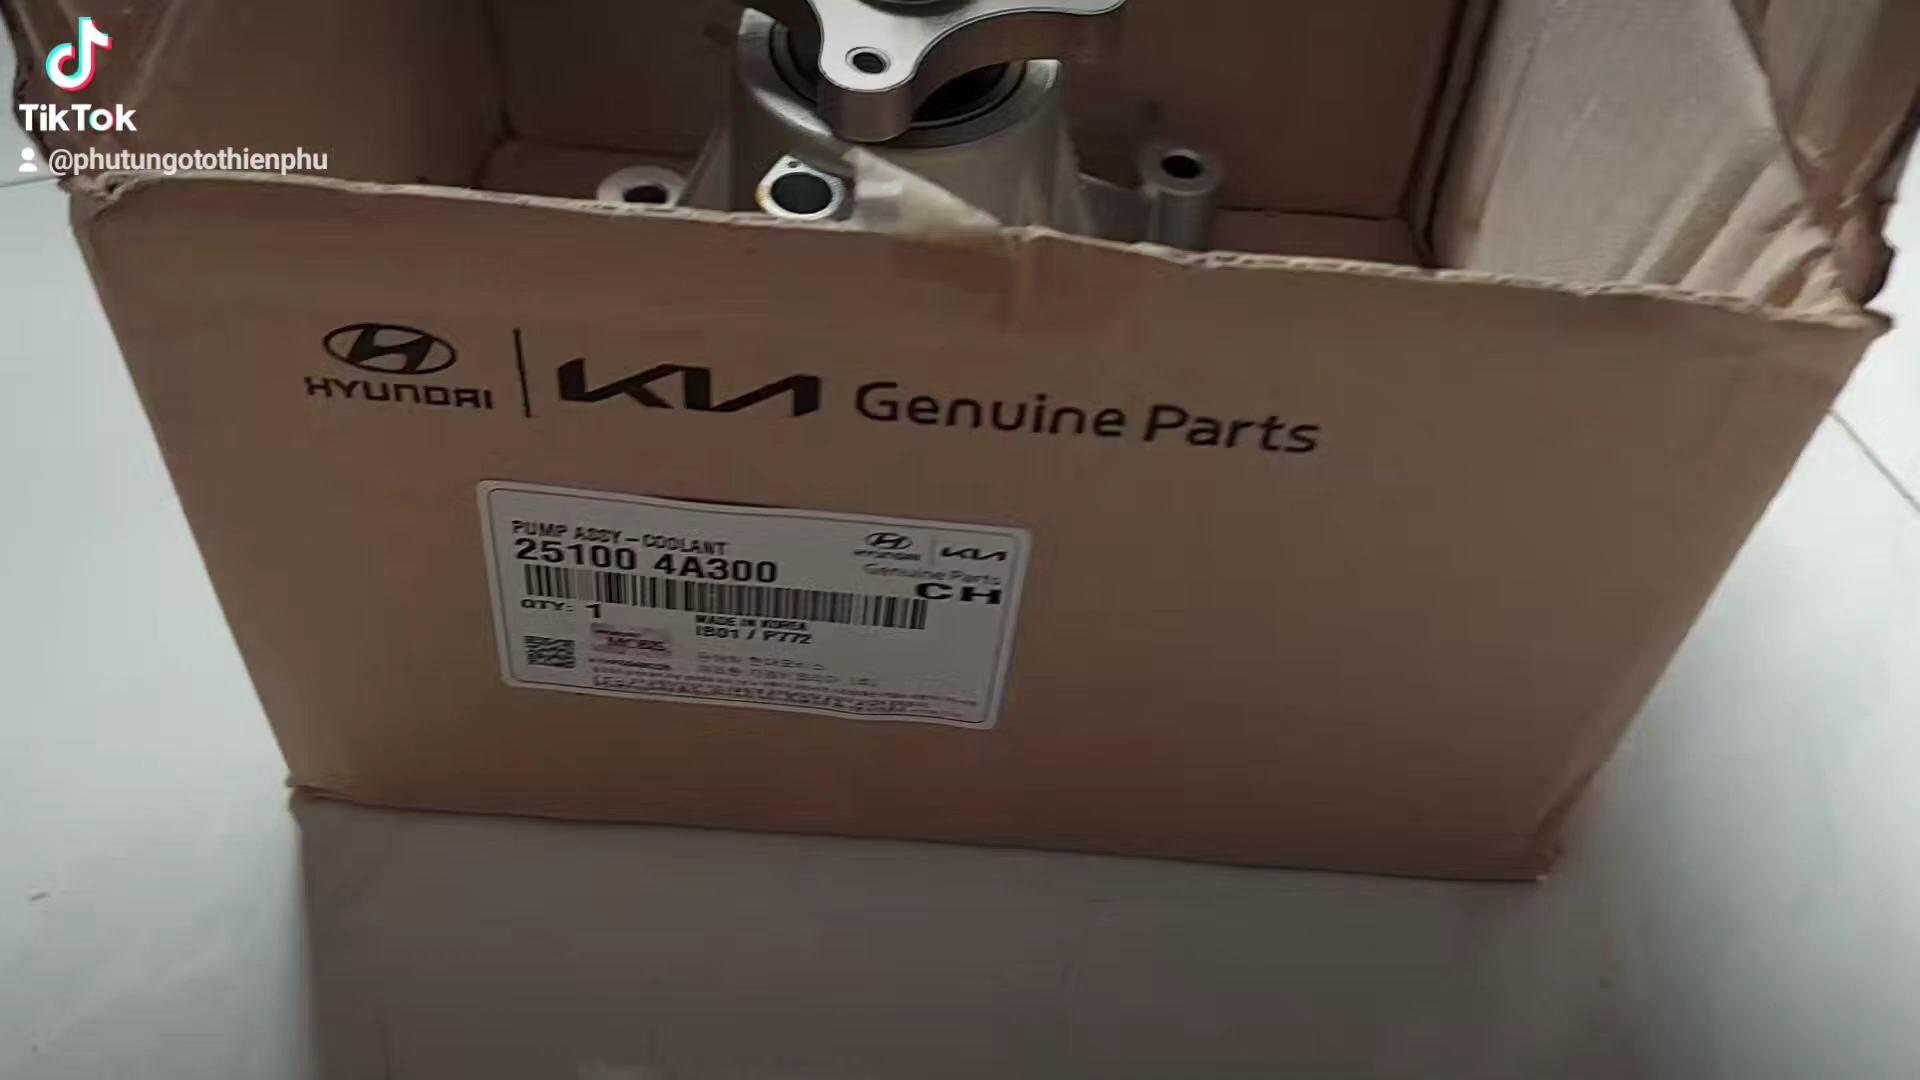 TikTok
@phutungotothienphu
HYUNDAI | KIA Genuine Parts
PUMP ASSY-COOLANT
25100 4A300
HYUNDAI | KIA
Genuine Parts
CH
QTY: 1
MADE IN KOREA
IB01 / P772
MOBIS